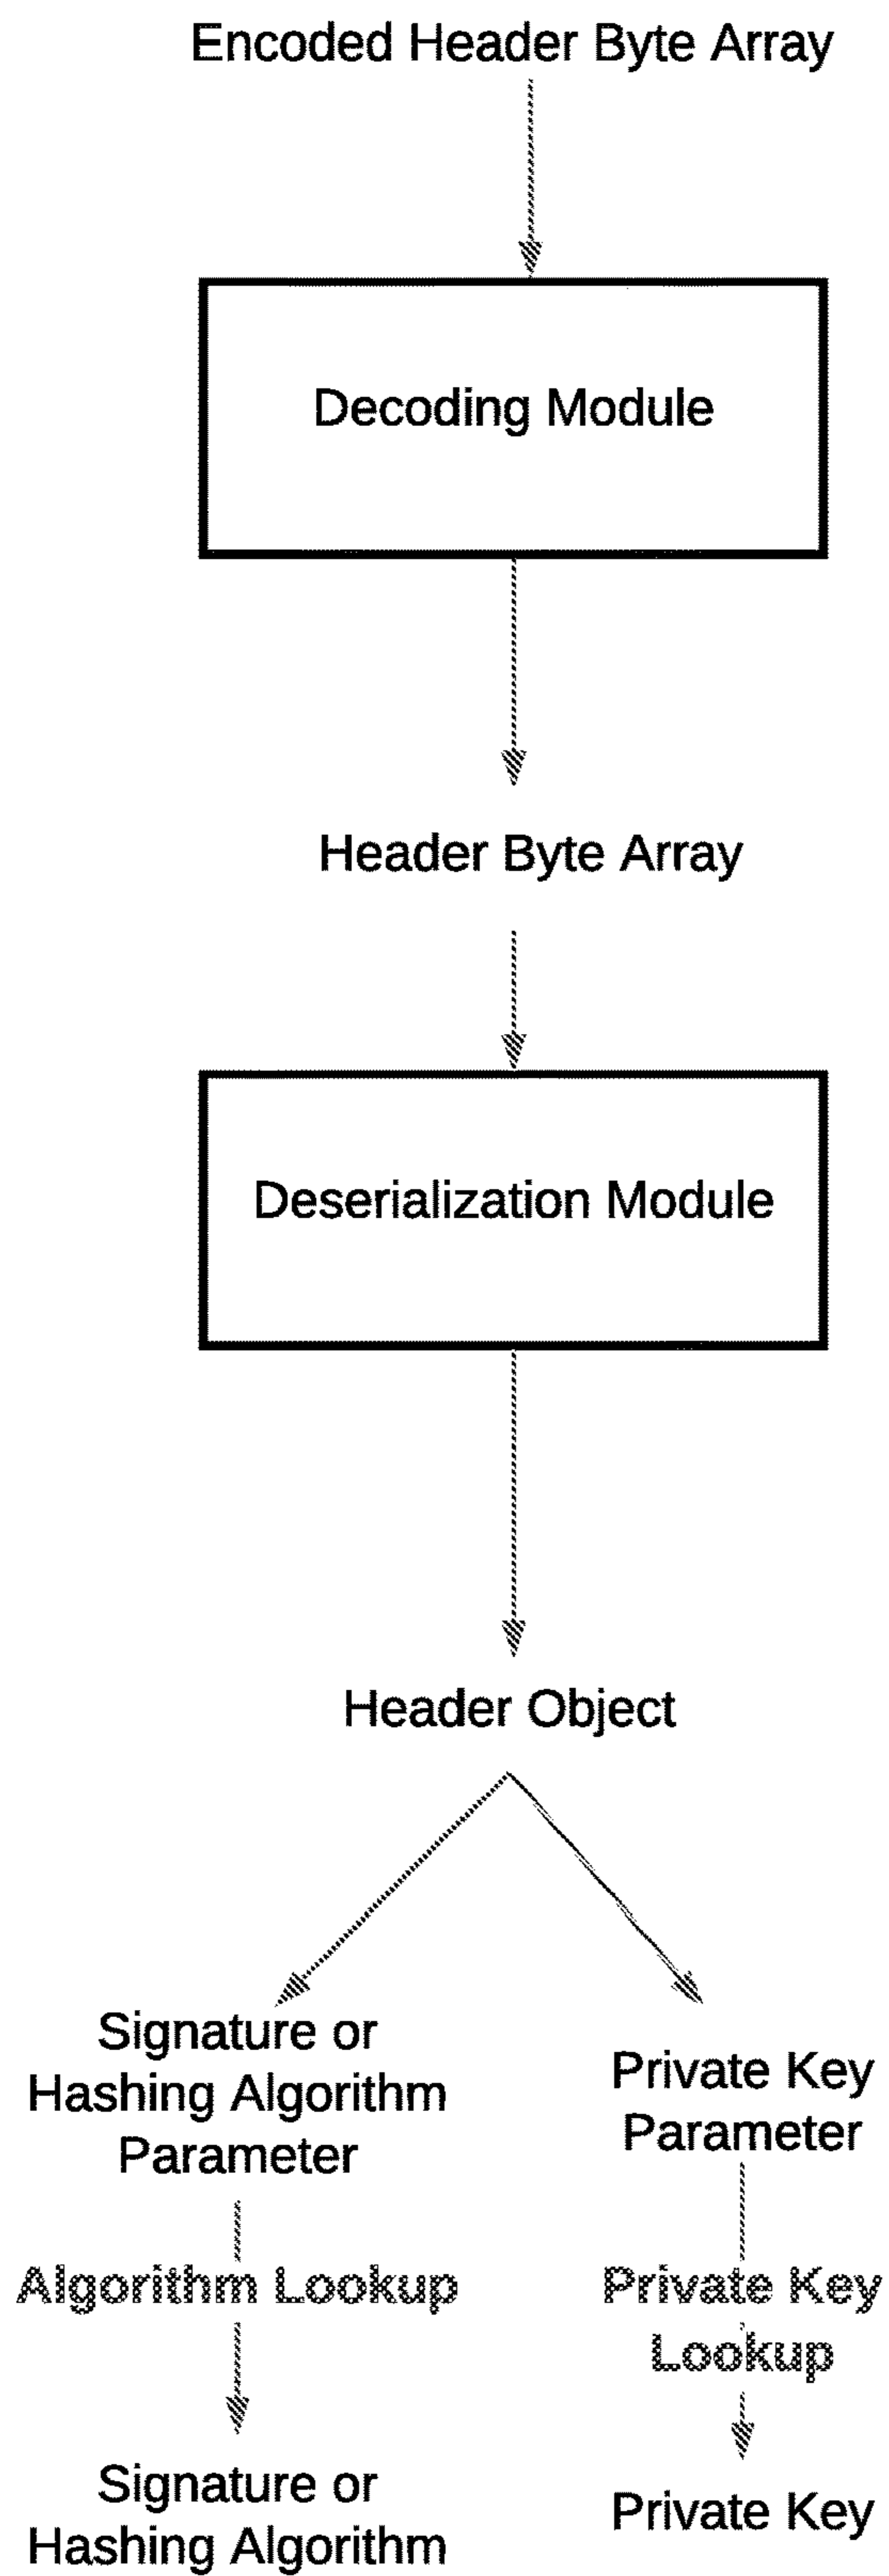 Encoded Header Byte Array
Decoding Module
Header Byte Array
Deserialization Module
Header Object
Signature or
Hashing Algorithm
Parameter
Private Key
Parameter
Algorithm Lookup
Private Key
Lookup
Signature or
Hashing Algorithm
Private Key